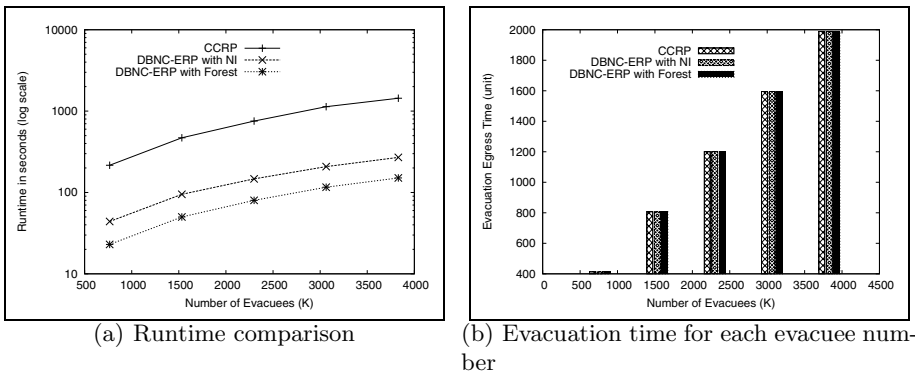 10000
1000
100
10
Runtime in seconds (log scale)
CCRP
DBNC-ERP with NI
DBNC-ERP with Forest
500 1000 1500 2000 2500 3000 3500 4000
Number of Evacuees (K)
(a) Runtime comparison
2000
1800
1600
1400
1200
1000
800
600
400
Evacuation Egress Time (unit)
CCRP
DBNC-ERP with NI
DBNC-ERP with Forest
0 500 1000 1500 2000 2500 3000 3500 4000 4500
Number of Evacuees (K)
(b) Evacuation time for each evacuee num-
ber